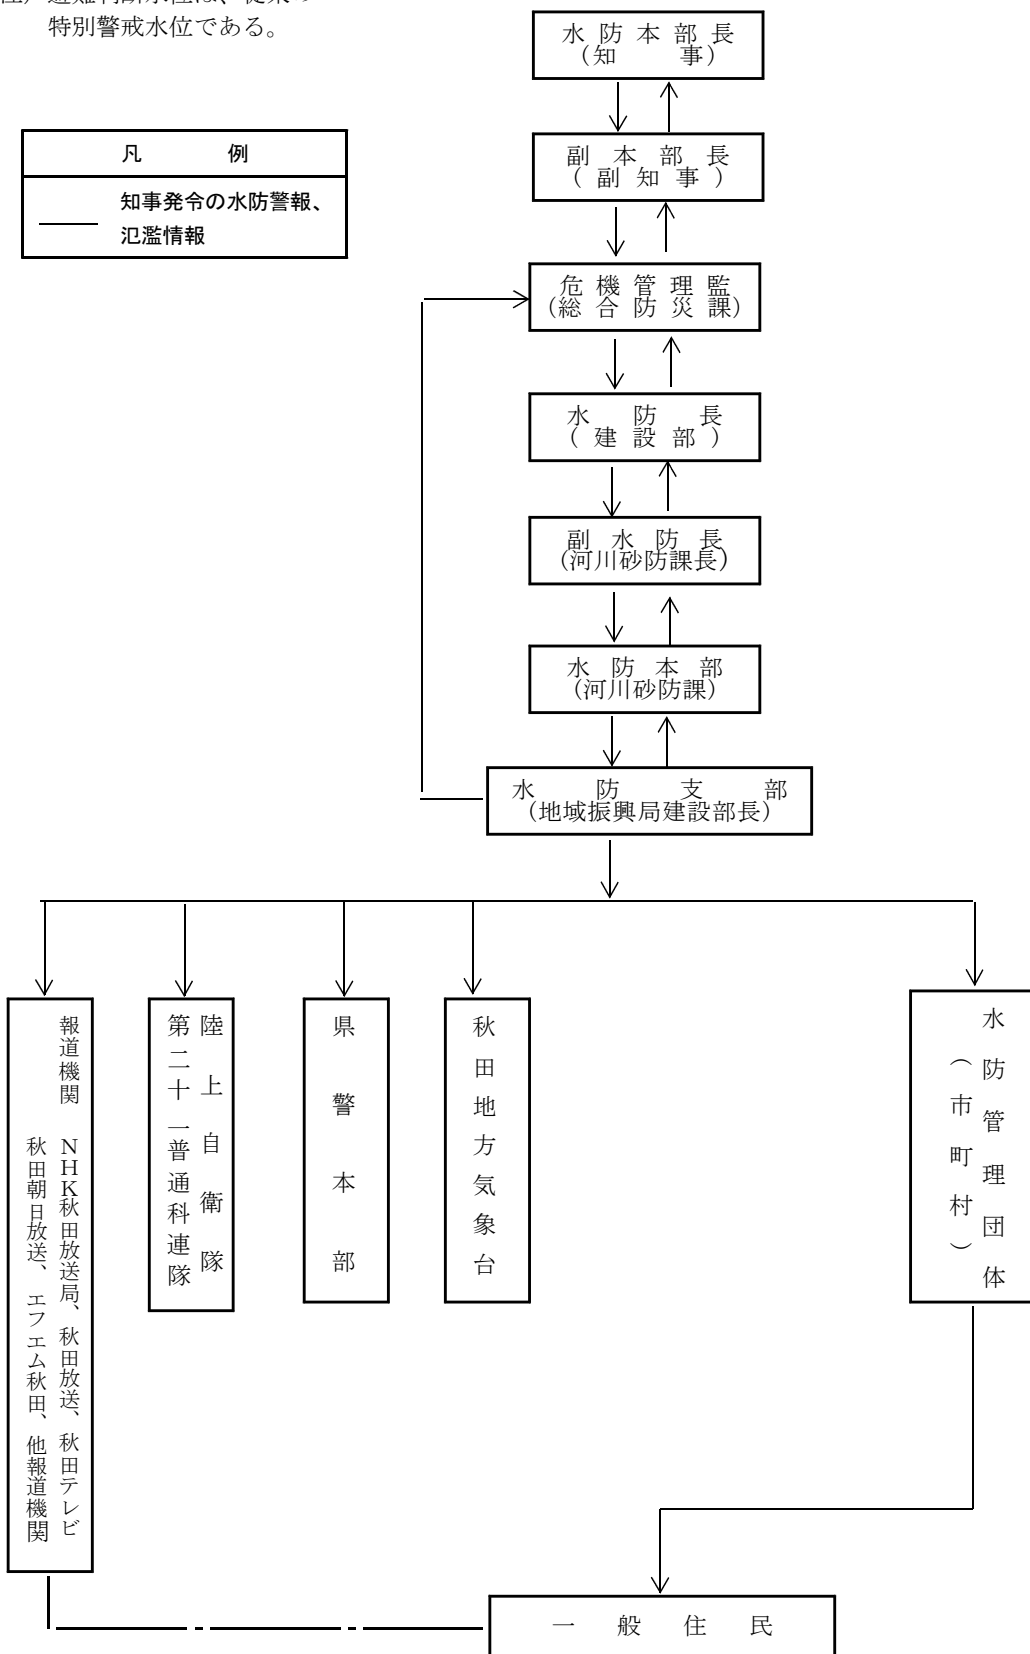 特別警戒水位である。
水防本部長
(知事)
凡例
知事発令の水防警報、
氾濫情報
副本部長
(副知事)
危機管理監
(総合防災課)
水防長
(建設部)
副水防長
(河川砂防課長)
水防本部
(河川砂防課)
水防支部
(地域振興局建設部長)
報道機関 NHK秋田放送局、秋田放送、秋田テレビ
秋田朝日放送、エフエム秋田、他報道機関
陸上自衛隊
第二十一普通科連隊
県警本部
秋田地方気象台
水防管理団体
(市町村)
一般住民